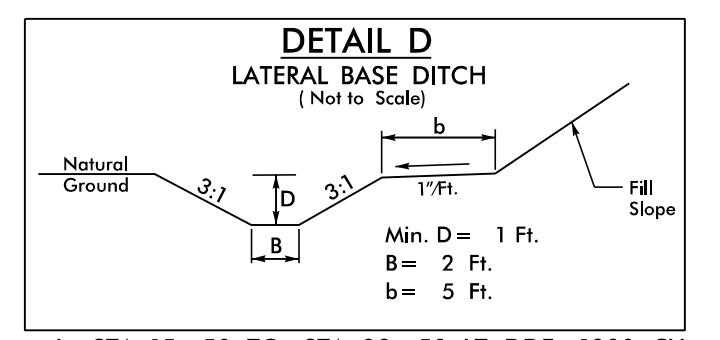 DETAIL D
LATERAL BASE DITCH
( Not to Scale)
b
Natural
Ground
3:1
D
3:1
1"/Ft.
Fill
Slope
B
Min. D = 1 Ft.
B = 2 Ft.
b = 5 Ft.